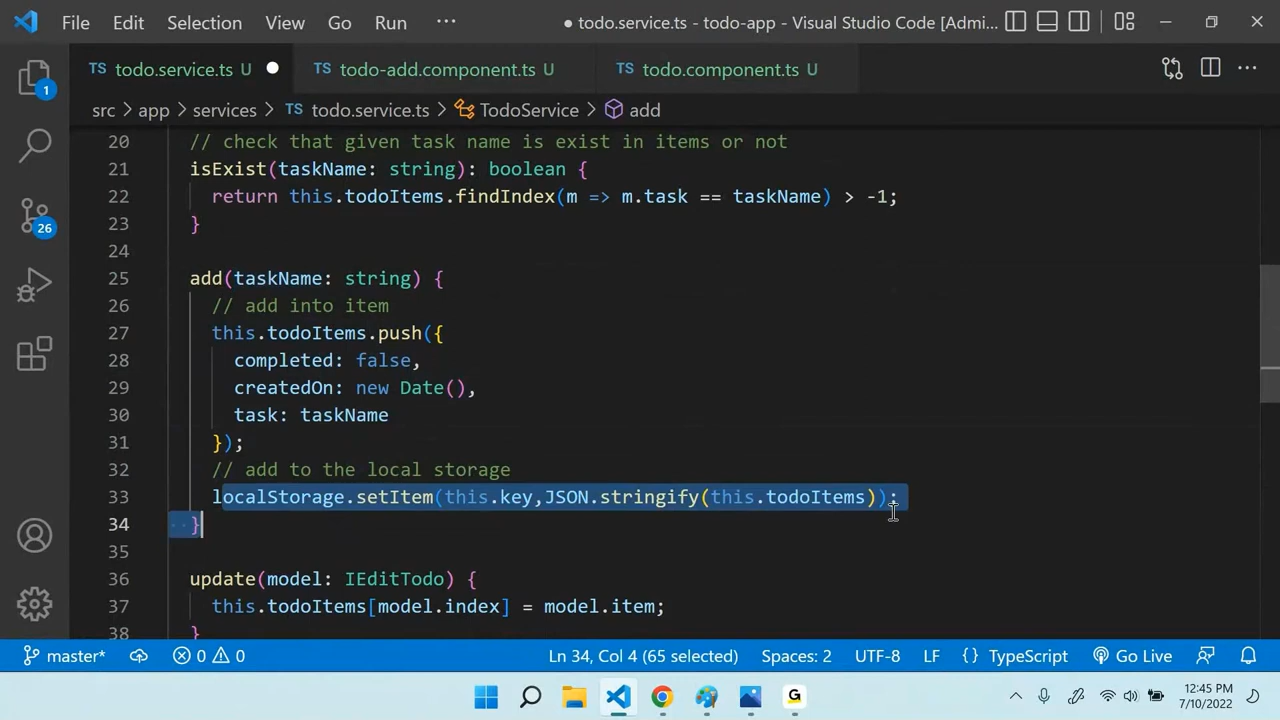 File Edit Selection View Go Run ··· ● todo.service.ts - todo-app - Visual Studio Code [Admi...
TS todo.service.ts U ● TS todo-add.component.ts U TS todo.component.ts U
src > app > services > TS todo.service.ts > TodoService > add
20 // check that given task name is exist in items or not
21 isExist(taskName: string): boolean {
22 return this.todoItems.findIndex(m => m.task == taskName) > -1;
23 }
24
25 add(taskName: string) {
26 // add into item
27 this.todoItems.push({
28 completed: false,
29 createdOn: new Date(),
30 task: taskName
31 });
32 // add to the local storage
33 localStorage.setItem(this.key,JSON.stringify(this.todoItems));
34 }
35
36 update(model: IEditTodo) {
37 this.todoItems[model.index] = model.item;
38 }
1
26
master* 0 0 Ln 34, Col 4 (65 selected) Spaces: 2 UTF-8 LF {} TypeScript Go Live
G
12:45 PM
7/10/2022